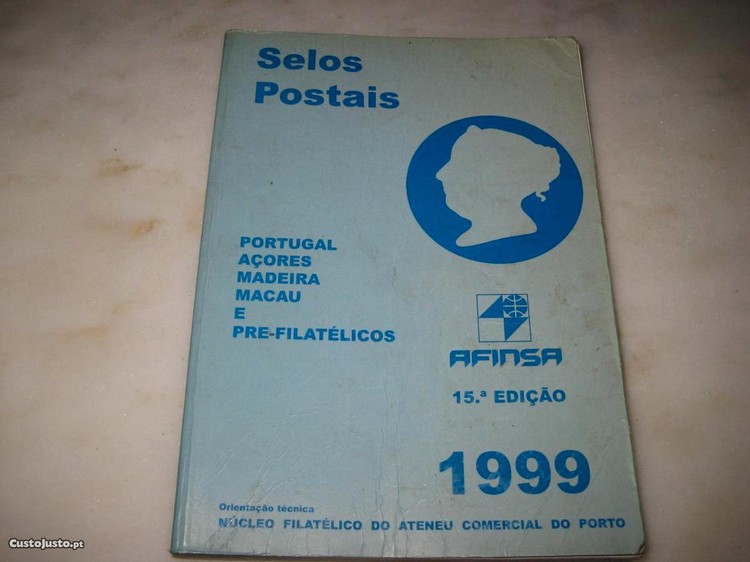 Selos
Postais
PORTUGAL
AÇORES
MADEIRA
MACAU
E
PRE-FILATÉLICOS
AFINSA
15.ª EDIÇÃO
1999
Orientação técnica
NÚCLEO FILATÉLICO DO ATENEU COMERCIAL DO PORTO
CustoJusto.pt